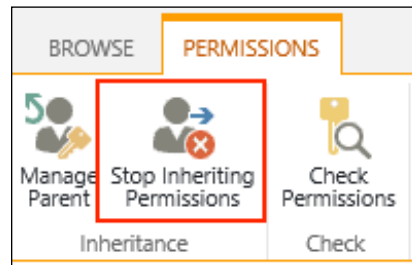 BROWSE PERMISSIONS
Manage Stop Inheriting Check
Parent Permissions Permissions
Inheritance Check